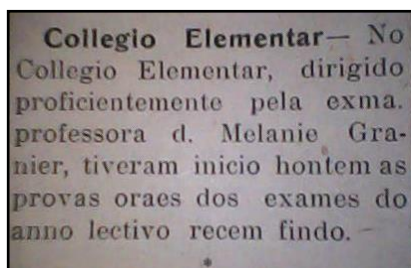 Collegio Elementar— No
Collegio Elementar, dirigido
proficientemente pela exma.
professora d. Melanie Gra-
nier, tiveram inicio hontem as
provas oraes dos exames do
anno lectivo recem findo. —
*